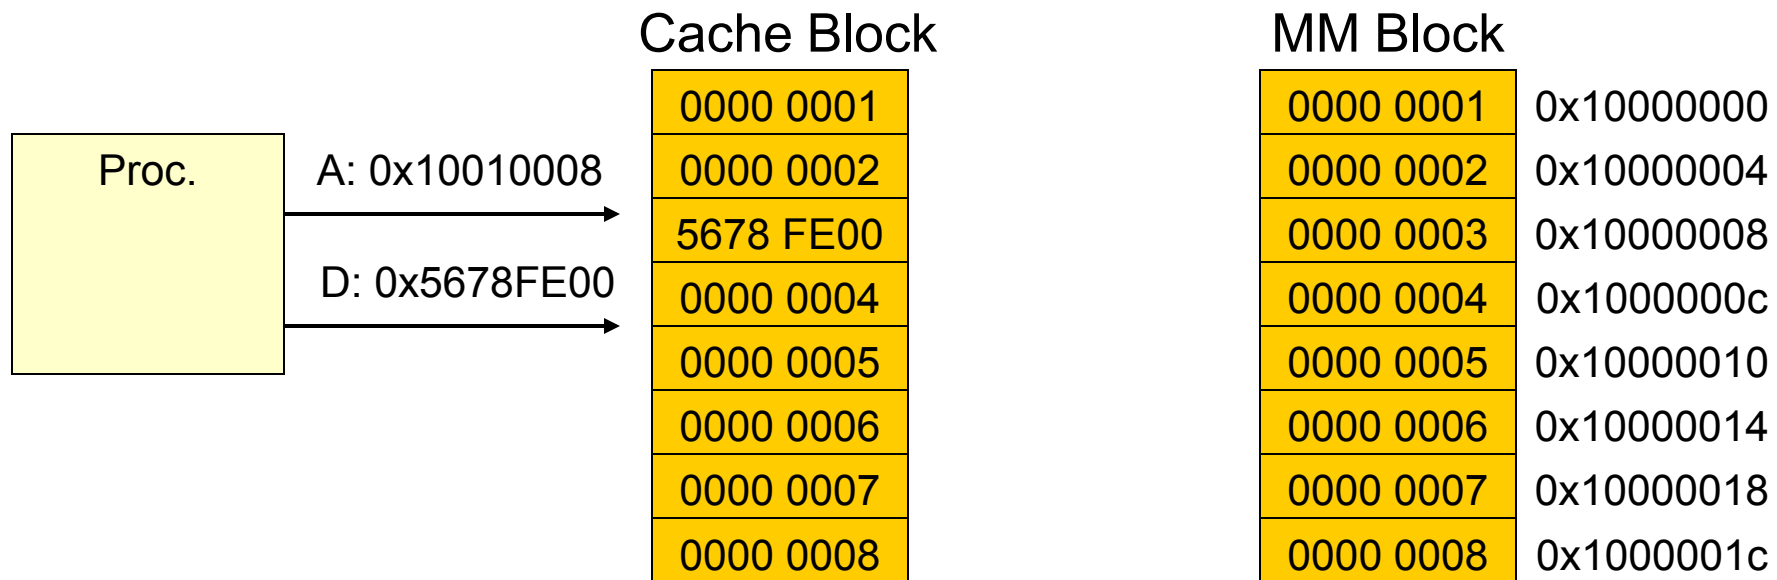 Cache Block
MM Block
0000 0001
0000 0001
0x10000000
Proc.
A: 0x10010008
0000 0002
0000 0002
0x10000004
5678 FE00
0000 0003
0x10000008
D: 0x5678FE00
0000 0004
0000 0004
0x1000000c
0000 0005
0000 0005
0x10000010
0000 0006
0000 0006
0x10000014
0000 0007
0000 0007
0x10000018
0000 0008
0000 0008
0x1000001c